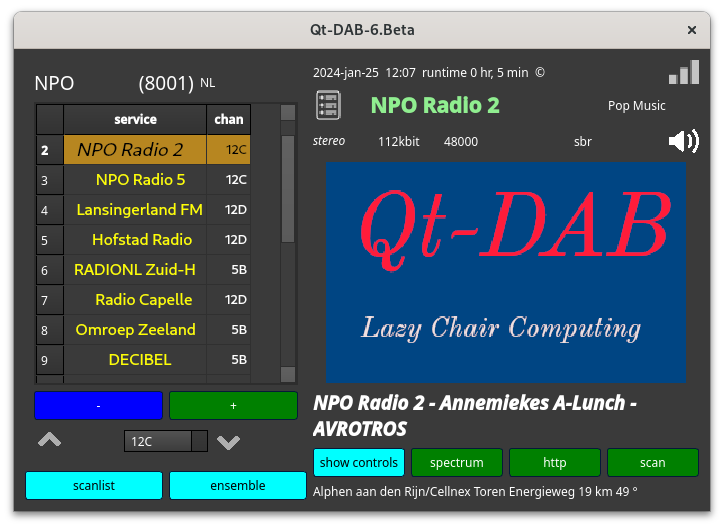 Qt-DAB-6.Beta
×
NPO (8001) NL
service chan
2 NPO Radio 2 12C
3 NPO Radio 5 12C
4 Lansingerland FM 12D
5 Hofstad Radio 12D
6 RADIONL Zuid-H 5B
7 Radio Capelle 12D
8 Omroep Zeeland 5B
9 DECIBEL 5B
- +
12C
scanlist ensemble
2024-jan-25 12:07 runtime 0 hr, 5 min ©
NPO Radio 2 Pop Music
stereo 112kbit 48000 sbr
Qt-DAB
Lazy Chair Computing
NPO Radio 2 - Annemiekes A-Lunch -
AVROTROS
show controls spectrum http scan
Alphen aan den Rijn/Cellnex Toren Energieweg 19 km 49 °